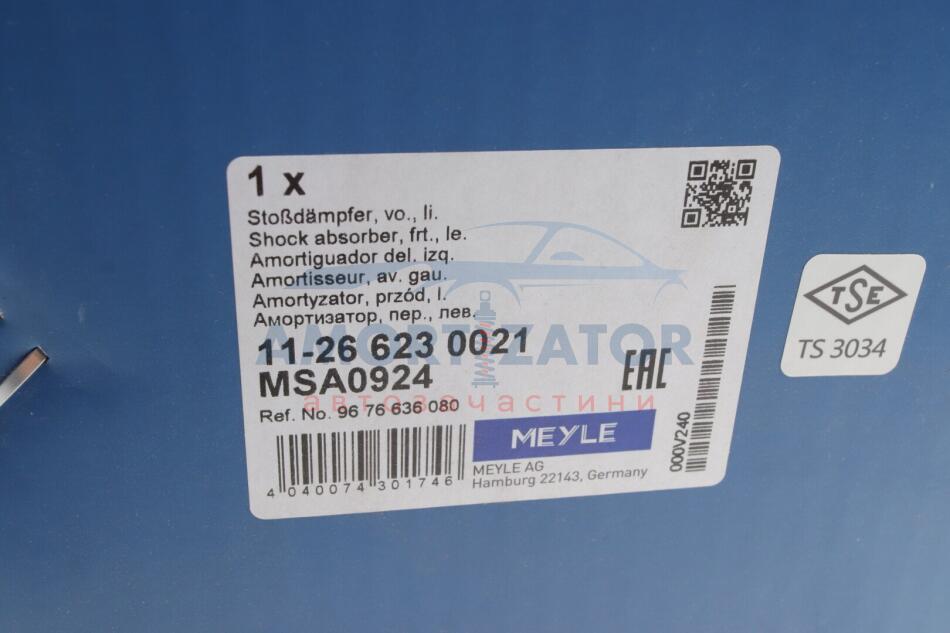 1 x
Stoßdämpfer, vo., li.
Shock absorber, frt., le.
Amortiguador del. izq.
Amortisseur, av. gau.
Amortyzator, przód, l.
Амортизатор, пер., лев.
11-26 623 0021
MSA0924
Ref. No. 96 76 636 080
4 040074 301746
EAC
MEYLE
MEYLE AG
Hamburg 22143, Germany
000V240
TSE
TS 3034
AMORTIZATOR
автозачастини